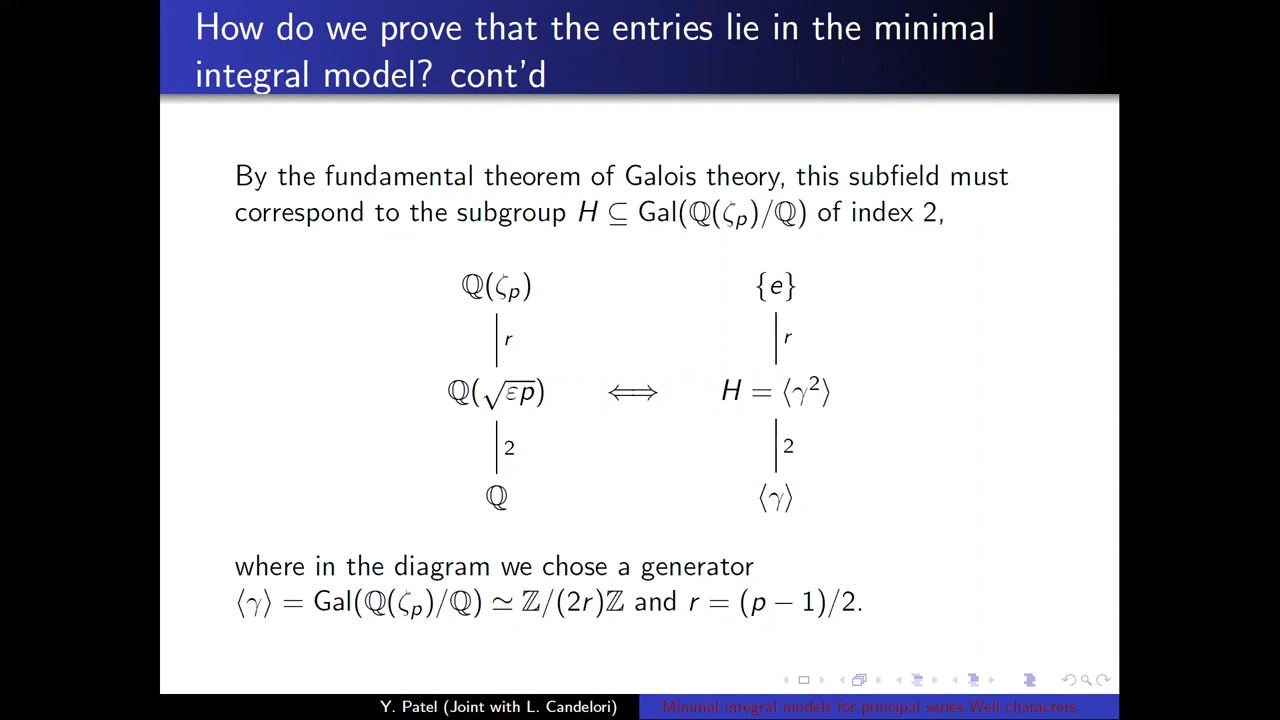 How do we prove that the entries lie in the minimal
integral model? cont'd
By the fundamental theorem of Galois theory, this subfield must
correspond to the subgroup H ⊆ Gal(ℚ(ζₚ)/ℚ) of index 2,
ℚ(ζₚ) {e}
r r
ℚ(√εp) ⟺ H = ⟨γ²⟩
2 2
ℚ ⟨γ⟩
where in the diagram we chose a generator
⟨γ⟩ = Gal(ℚ(ζₚ)/ℚ) ≃ ℤ/(2r)ℤ and r = (p − 1)/2.
Y. Patel (Joint with L. Candelori) Minimal integral models for principal series Weil characters